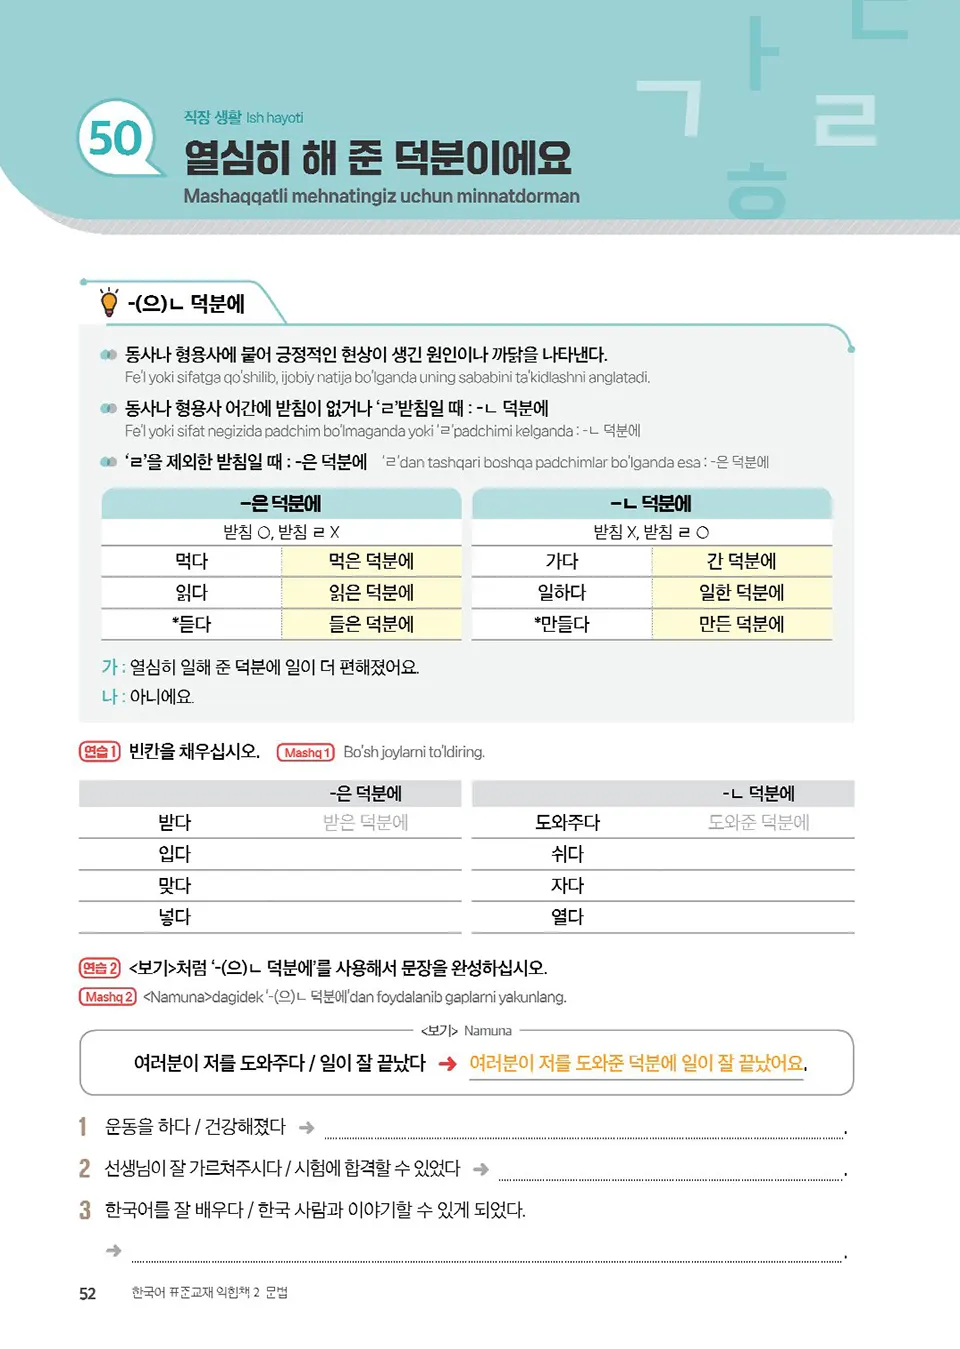 50
직장 생활 Ish hayoti
열심히 해 준 덕분이에요
Mashaqqatli mehnatingiz uchun minnatdorman
ㄱ ㅏ ㄹ ㄷ ㅎ
-(으)ㄴ 덕분에
동사나 형용사에 붙어 긍정적인 현상이 생긴 원인이나 까닭을 나타낸다.
Fe'l yoki sifatga qo'shilib, ijobiy natija bo'lganda uning sababini ta'kidlashni anglatadi.
동사나 형용사 어간에 받침이 없거나 'ㄹ'받침일 때 : -ㄴ 덕분에
Fe'l yoki sifat negizida padchim bo'lmaganda yoki 'ㄹ'padchimi kelganda : -ㄴ 덕분에
'ㄹ'을 제외한 받침일 때 : -은 덕분에 'ㄹ'dan tashqari boshqa padchimlar bo'lganda esa : -은 덕분에
-은 덕분에 -ㄴ 덕분에
받침 O, 받침 ㄹ X 받침 X, 받침 ㄹ O
먹다 먹은 덕분에 가다 간 덕분에
읽다 읽은 덕분에 일하다 일한 덕분에
*듣다 들은 덕분에 *만들다 만든 덕분에
가 : 열심히 일해 준 덕분에 일이 더 편해졌어요.
나 : 아니에요.
연습 1 빈칸을 채우십시오. Mashq 1 Bo'sh joylarni to'ldiring.
-은 덕분에 -ㄴ 덕분에
받다 받은 덕분에 도와주다 도와준 덕분에
입다 쉬다
맞다 자다
넣다 열다
연습 2 <보기>처럼 '-(으)ㄴ 덕분에'를 사용해서 문장을 완성하십시오.
Mashq 2 <Namuna>dagidek '-(으)ㄴ 덕분에'dan foydalanib gaplarni yakunlang.
<보기> Namuna
여러분이 저를 도와주다 / 일이 잘 끝났다 ➜ 여러분이 저를 도와준 덕분에 일이 잘 끝났어요.
1 운동을 하다 / 건강해졌다 ➜ .
2 선생님이 잘 가르쳐주시다 / 시험에 합격할 수 있었다 ➜ .
3 한국어를 잘 배우다 / 한국 사람과 이야기할 수 있게 되었다.
➜ .
52 한국어 표준교재 익힘책 2 문법